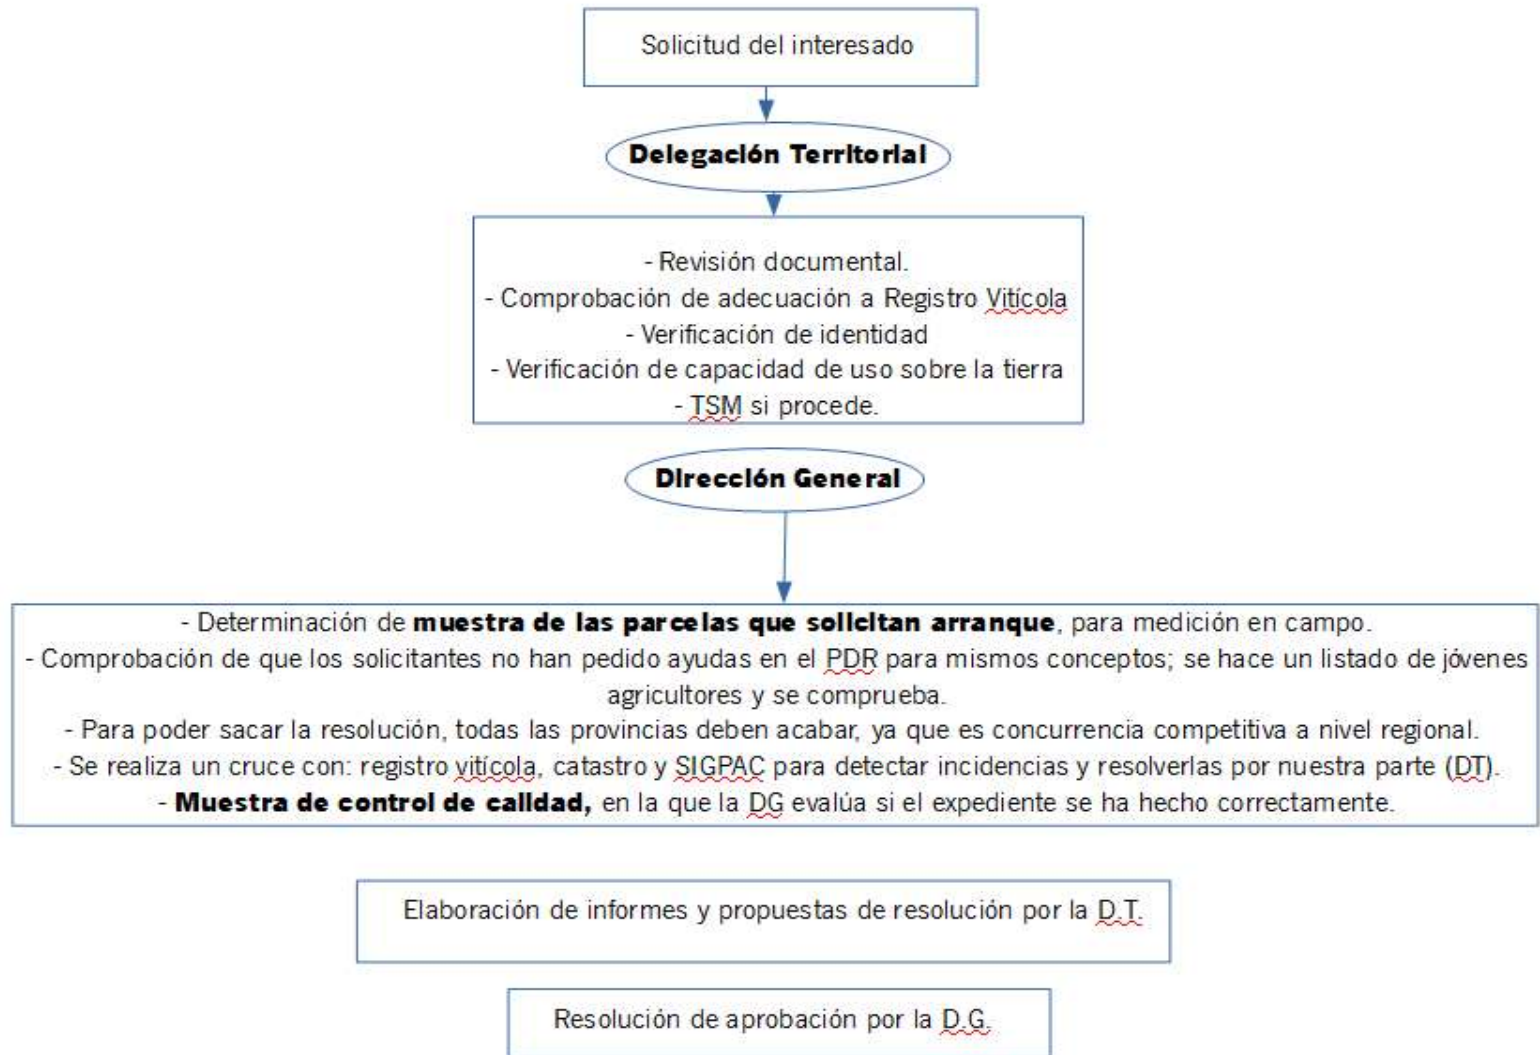 Solicitud del interesado
Delegación Territorial
- Revisión documental.
- Comprobación de adecuación a Registro Vitícola
- Verificación de identidad
- Verificación de capacidad de uso sobre la tierra
- TSM si procede.
Dirección General
- Determinación de muestra de las parcelas que solicitan arranque, para medición en campo.
- Comprobación de que los solicitantes no han pedido ayudas en el PDR para mismos conceptos; se hace un listado de jóvenes
agricultores y se comprueba.
- Para poder sacar la resolución, todas las provincias deben acabar, ya que es concurrencia competitiva a nivel regional.
- Se realiza un cruce con: registro vitícola, catastro y SIGPAC para detectar incidencias y resolverlas por nuestra parte (DT).
- Muestra de control de calidad, en la que la DG evalúa si el expediente se ha hecho correctamente.
Elaboración de informes y propuestas de resolución por la D.T.
Resolución de aprobación por la D.G.